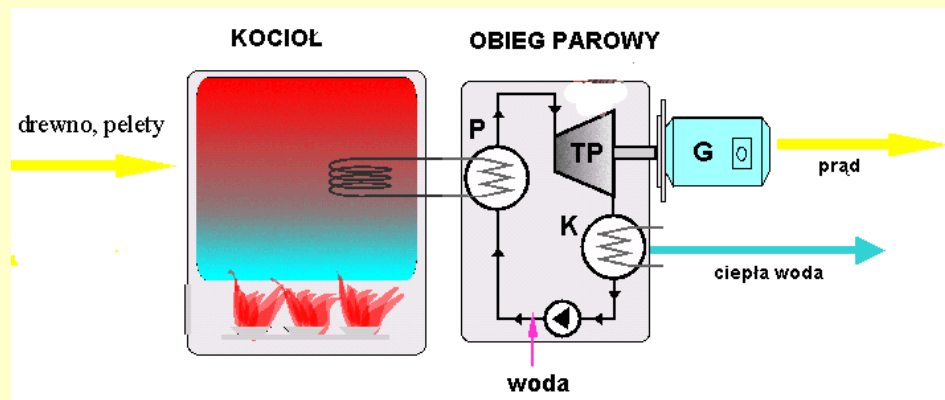 KOCIOŁ
OBIEG PAROWY
drewno, pelety
P
TP
G
prąd
K
ciepła woda
woda